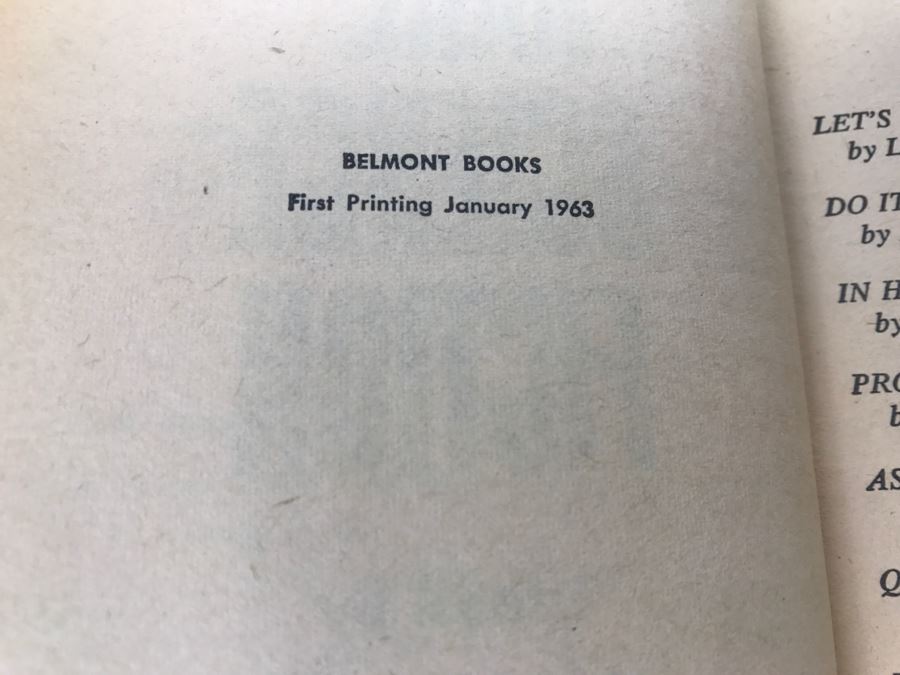 BELMONT BOOKS
First Printing January 1963
LET'S
by L
DO IT
by
IN H
by
PRO
b
AS
Q